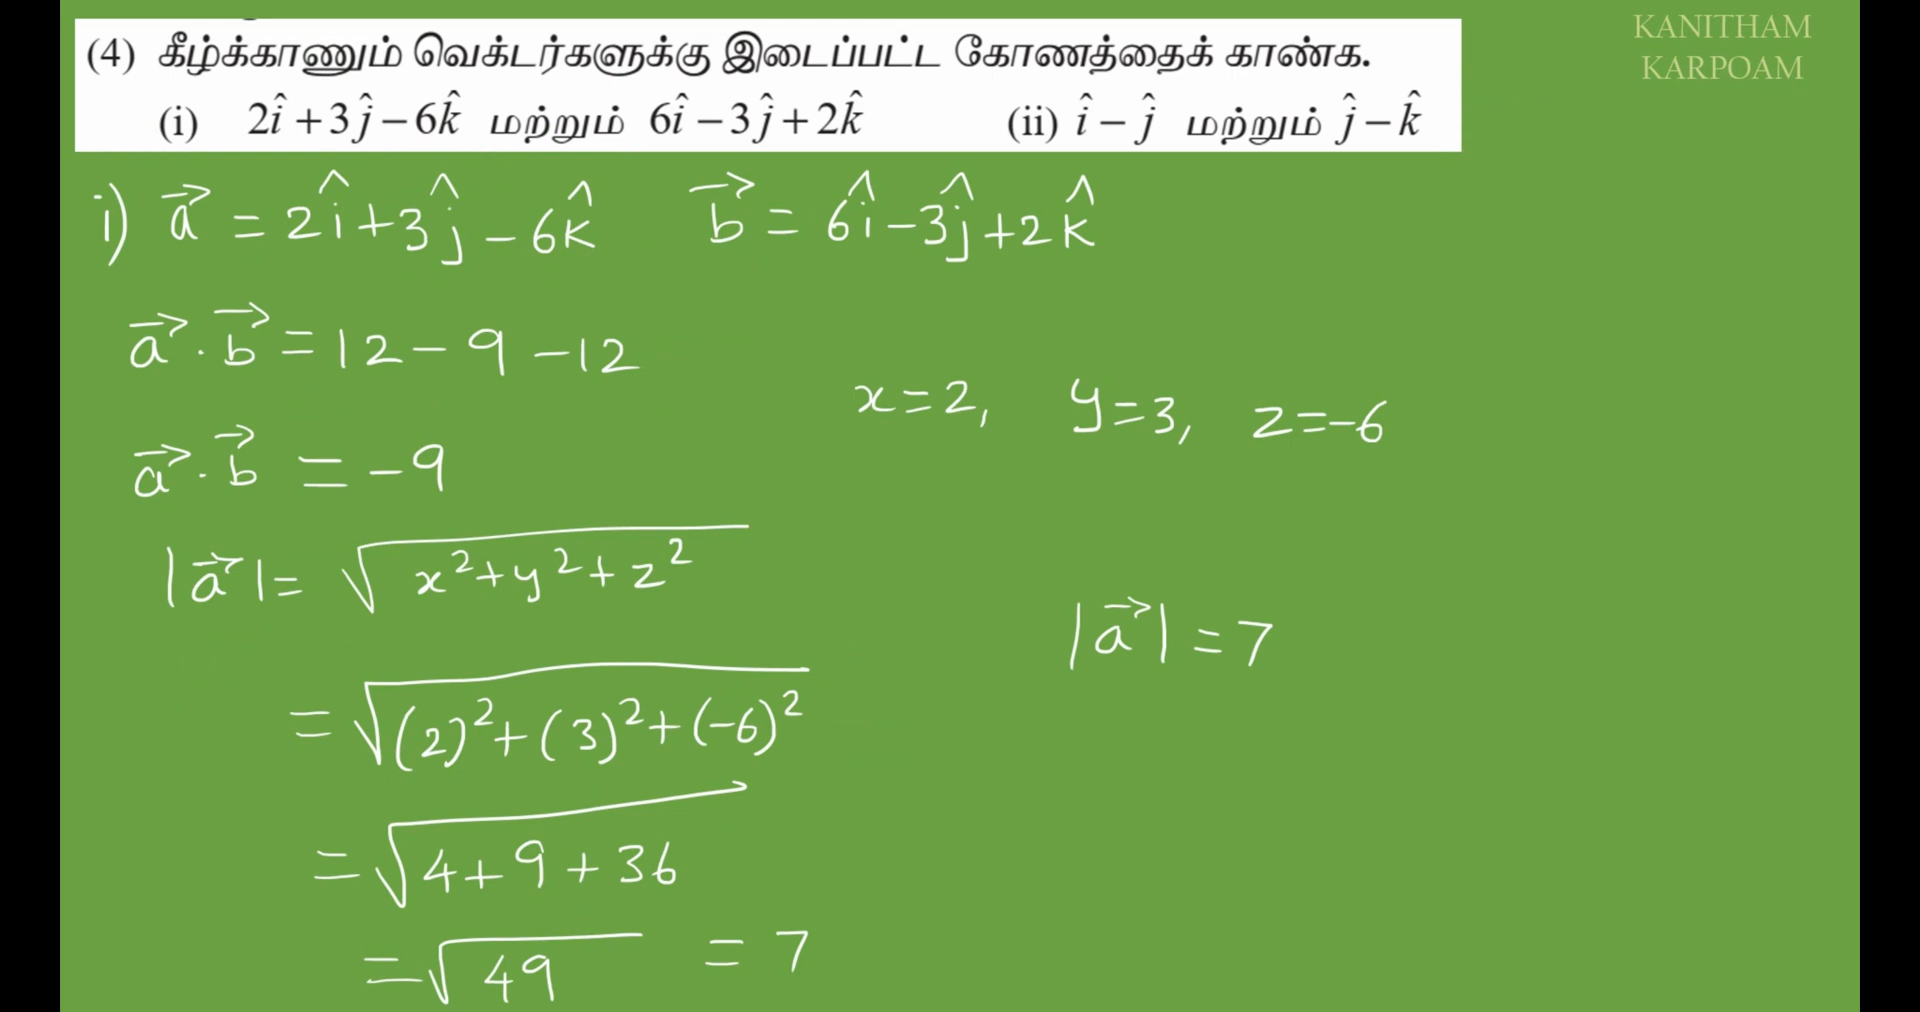 KANITHAM
KARPOAM
(4) கீழ்க்காணும் வெக்டர்களுக்கு இடைப்பட்ட கோணத்தைக் காண்க.
(i) 2î + 3ĵ − 6k̂ மற்றும் 6î − 3ĵ + 2k̂ (ii) î − ĵ மற்றும் ĵ − k̂
i) a⃗ = 2î + 3ĵ − 6k̂ b⃗ = 6î − 3ĵ + 2k̂
a⃗ · b⃗ = 12 − 9 − 12
x = 2, y = 3, z = −6
a⃗ · b⃗ = −9
|a⃗| = √(x² + y² + z²)
|a⃗| = 7
= √((2)² + (3)² + (−6)²)
= √(4 + 9 + 36)
= √49 = 7